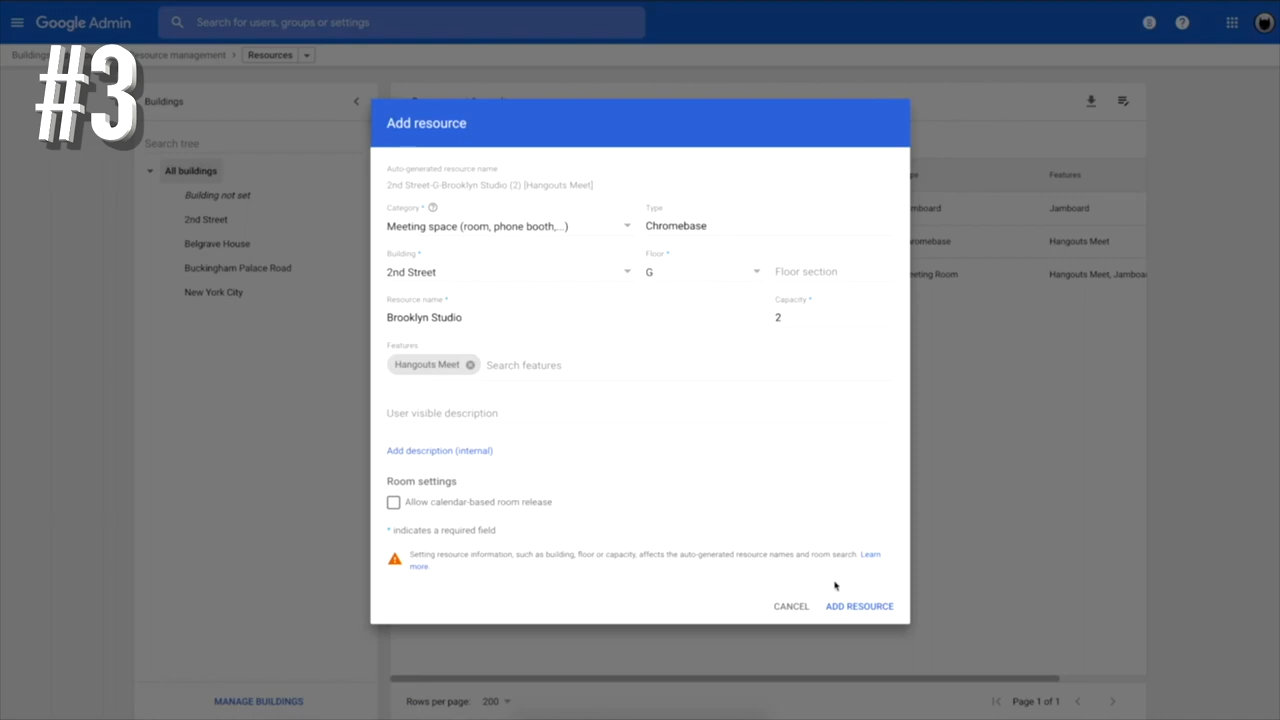 Google Admin
Search for users, groups or settings
Resources
#3
Buildings
Search tree
All buildings
Building not set
2nd Street
Belgrave House
Buckingham Palace Road
New York City
MANAGE BUILDINGS
Add resource
Auto-generated resource name
2nd Street-G-Brooklyn Studio (2) [Hangouts Meet]
Category *
Type
Meeting space (room, phone booth,...)
Chromebase
Building *
Floor *
2nd Street
G
Floor section
Resource name *
Capacity *
Brooklyn Studio
2
Features
Hangouts Meet
Search features
User visible description
Add description (internal)
Room settings
Allow calendar-based room release
* indicates a required field
Setting resource information, such as building, floor or capacity, affects the auto-generated resource names and room search. Learn
more.
CANCEL
ADD RESOURCE
Features
Jamboard
Hangouts Meet
Room
Hangouts Meet, Jamboa
Rows per page: 200
Page 1 of 1